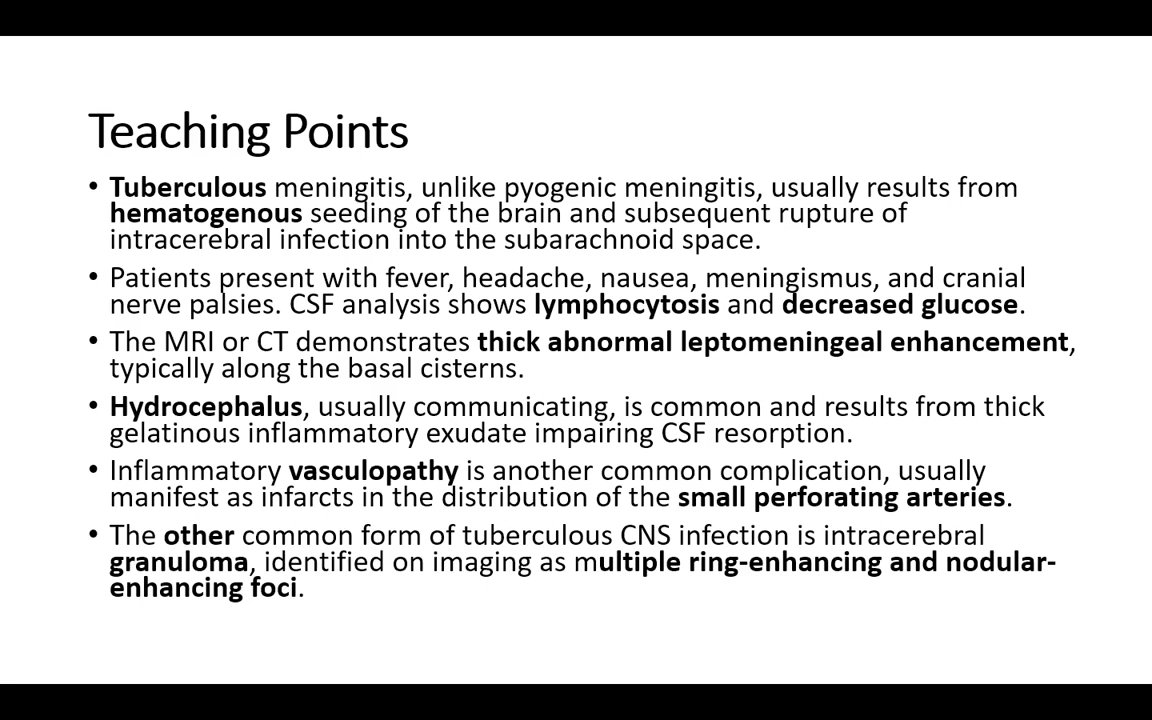 Teaching Points
• Tuberculous meningitis, unlike pyogenic meningitis, usually results from
hematogenous seeding of the brain and subsequent rupture of
intracerebral infection into the subarachnoid space.
• Patients present with fever, headache, nausea, meningismus, and cranial
nerve palsies. CSF analysis shows lymphocytosis and decreased glucose.
• The MRI or CT demonstrates thick abnormal leptomeningeal enhancement,
typically along the basal cisterns.
• Hydrocephalus, usually communicating, is common and results from thick
gelatinous inflammatory exudate impairing CSF resorption.
• Inflammatory vasculopathy is another common complication, usually
manifest as infarcts in the distribution of the small perforating arteries.
• The other common form of tuberculous CNS infection is intracerebral
granuloma, identified on imaging as multiple ring-enhancing and nodular-
enhancing foci.